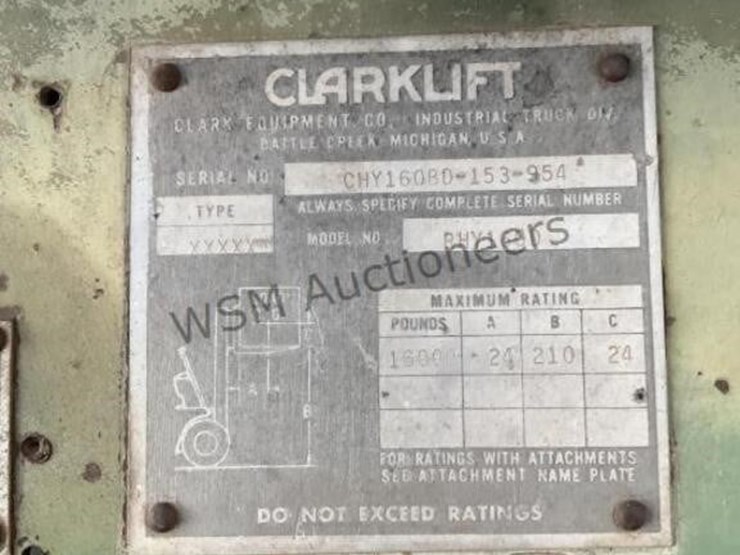 CLARKLIFT
CLARK EQUIPMENT CO. INDUSTRIAL TRUCK DIV.
BATTLE CREEK, MICHIGAN, U.S.A.
SERIAL NO. CHY160BD-153-954
ALWAYS SPECIFY COMPLETE SERIAL NUMBER
TYPE
XXXXX
MODEL NO.
WSM Auctioneers
MAXIMUM RATING
POUNDS A B C
24 210 24
A
B
FOR RATINGS WITH ATTACHMENTS
SEE ATTACHMENT NAME PLATE
DO NOT EXCEED RATINGS